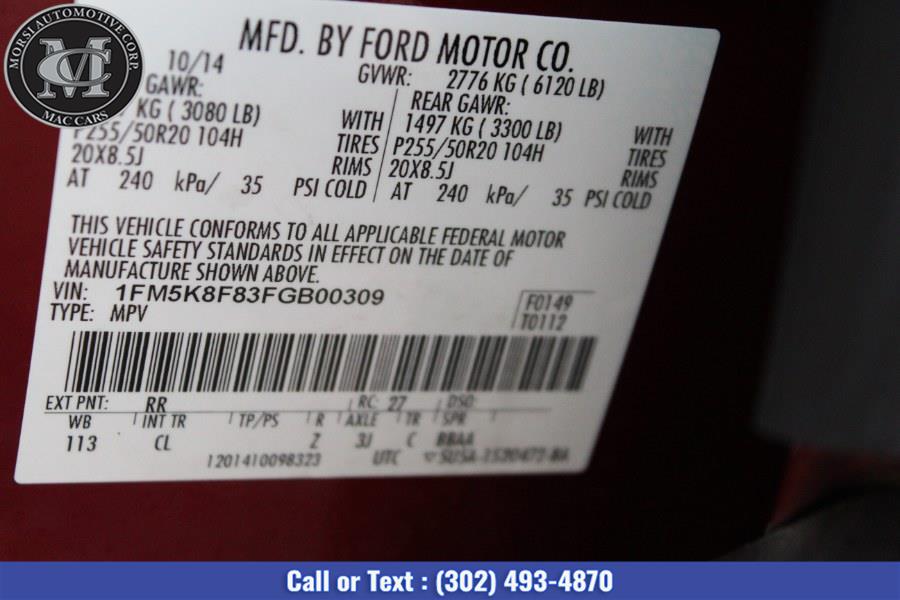 MORSI AUTOMOTIVE CORP.
MC
MAC CARS
MFD. BY FORD MOTOR CO.
10/14 GVWR: 2776 KG ( 6120 LB)
GAWR: REAR GAWR:
KG ( 3080 LB) WITH 1497 KG ( 3300 LB) WITH
P255/50R20 104H TIRES P255/50R20 104H TIRES
20X8.5J RIMS 20X8.5J RIMS
AT 240 kPa/ 35 PSI COLD AT 240 kPa/ 35 PSI COLD
THIS VEHICLE CONFORMS TO ALL APPLICABLE FEDERAL MOTOR
VEHICLE SAFETY STANDARDS IN EFFECT ON THE DATE OF
MANUFACTURE SHOWN ABOVE.
VIN: 1FM5K8F83FGB00309 F0149
TYPE: MPV T0112
EXT PNT: RR RC: 27 DSO:
WB INT TR TP/PS R AXLE TR SPR
113 CL Z 3J C BBAA
1201410098323 UTC
Call or Text : (302) 493-4870